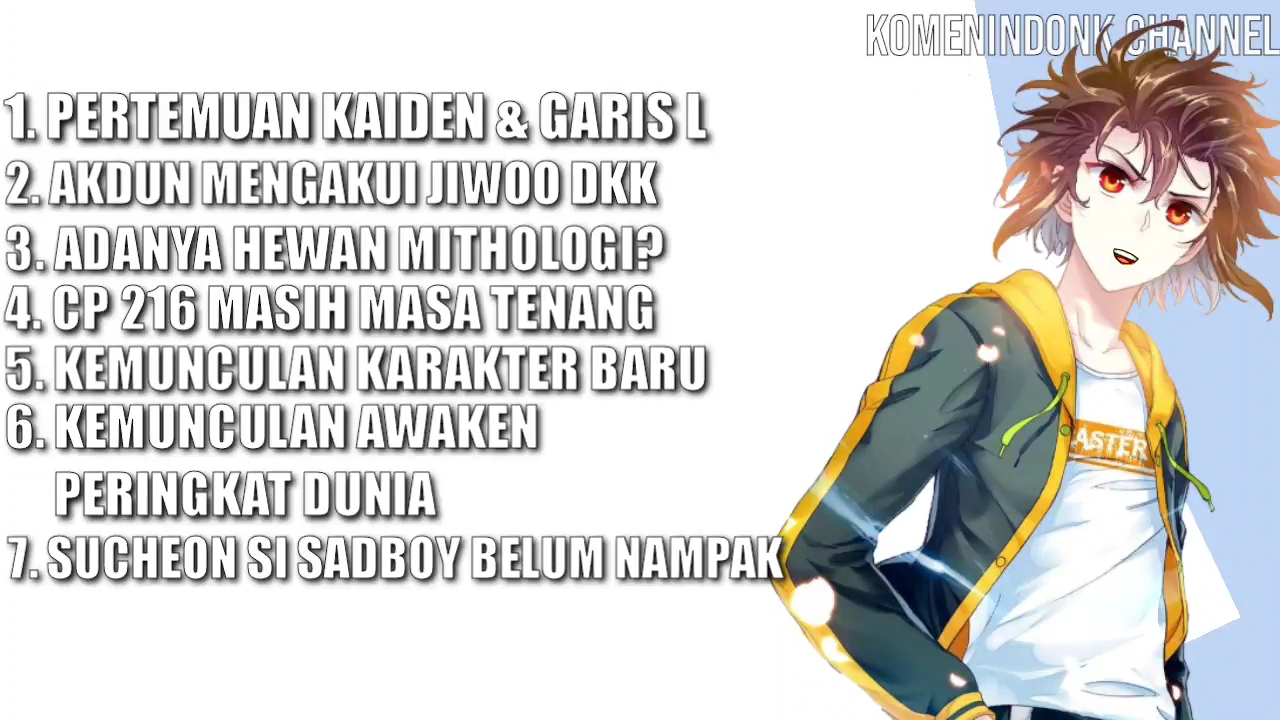 KOMENINDONK CHANNEL
1. PERTEMUAN KAIDEN & GARIS L
2. AKDUN MENGAKUI JIWOO DKK
3. ADANYA HEWAN MITHOLOGI?
4. CP 216 MASIH MASA TENANG
5. KEMUNCULAN KARAKTER BARU
6. KEMUNCULAN AWAKEN
PERINGKAT DUNIA
7. SUCHEON SI SADBOY BELUM NAMPAK
ASTER